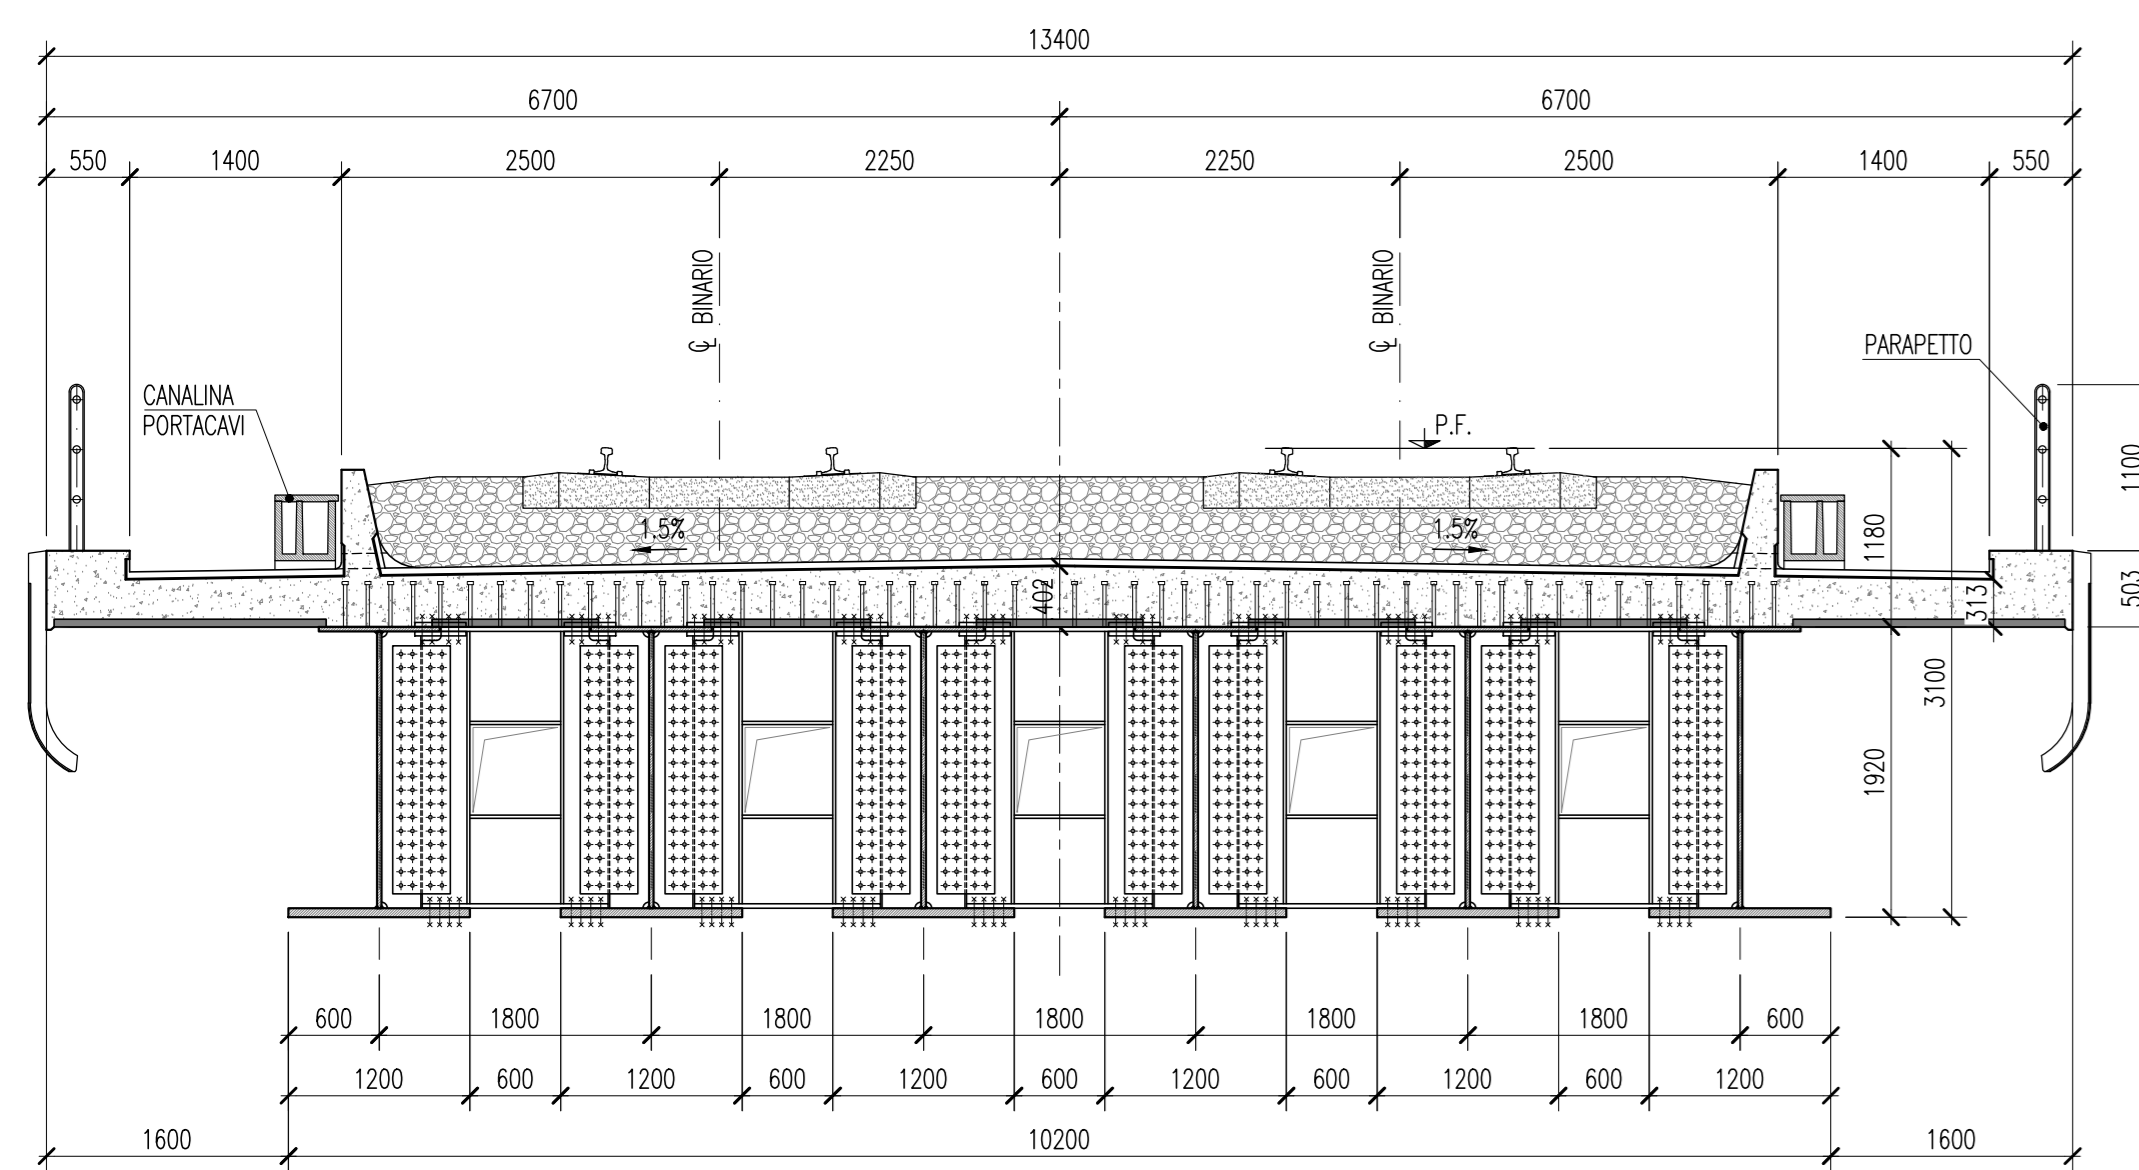 13400
6700 6700
550 1400 2500 2250 2250 2500 1400 550
℄ BINARIO
℄ BINARIO
PARAPETTO
CANALINA
PORTACAVI
P.F.
1100
1.5% 1.5%
1180
402
313
503
3100
1920
600 1800 1800 1800 1800 1800 600
1200 600 1200 600 1200 600 1200 600 1200 600 1200
1600 10200 1600